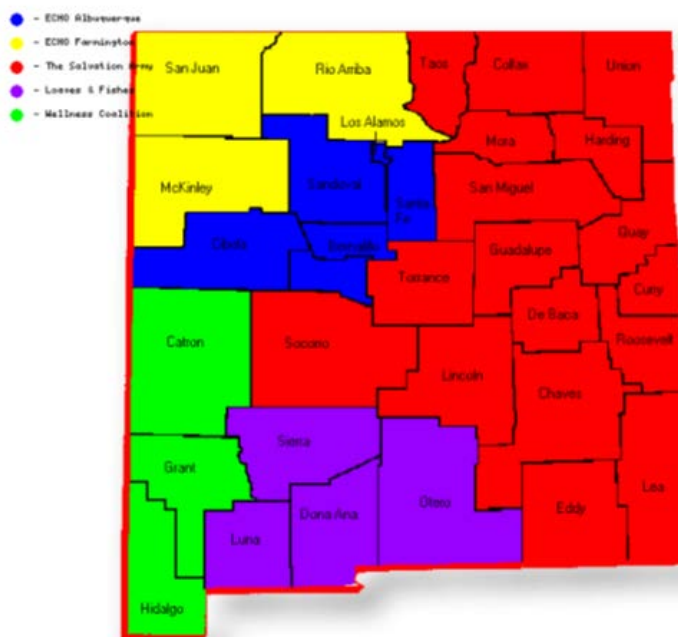 - ECHO Albuquerque
- ECHO Farmington
- The Salvation Army
- Loaves & Fishes
- Wellness Coalition
San Juan
Rio Arriba
Taos
Colfax
Union
Los Alamos
Mora
Harding
McKinley
Sandoval
Santa
Fe
San Miguel
Cibola
Bernalillo
Guadalupe
Quay
Torrance
Curry
De Baca
Roosevelt
Catron
Socorro
Lincoln
Chaves
Sierra
Grant
Otero
Lea
Luna
Dona Ana
Eddy
Hidalgo